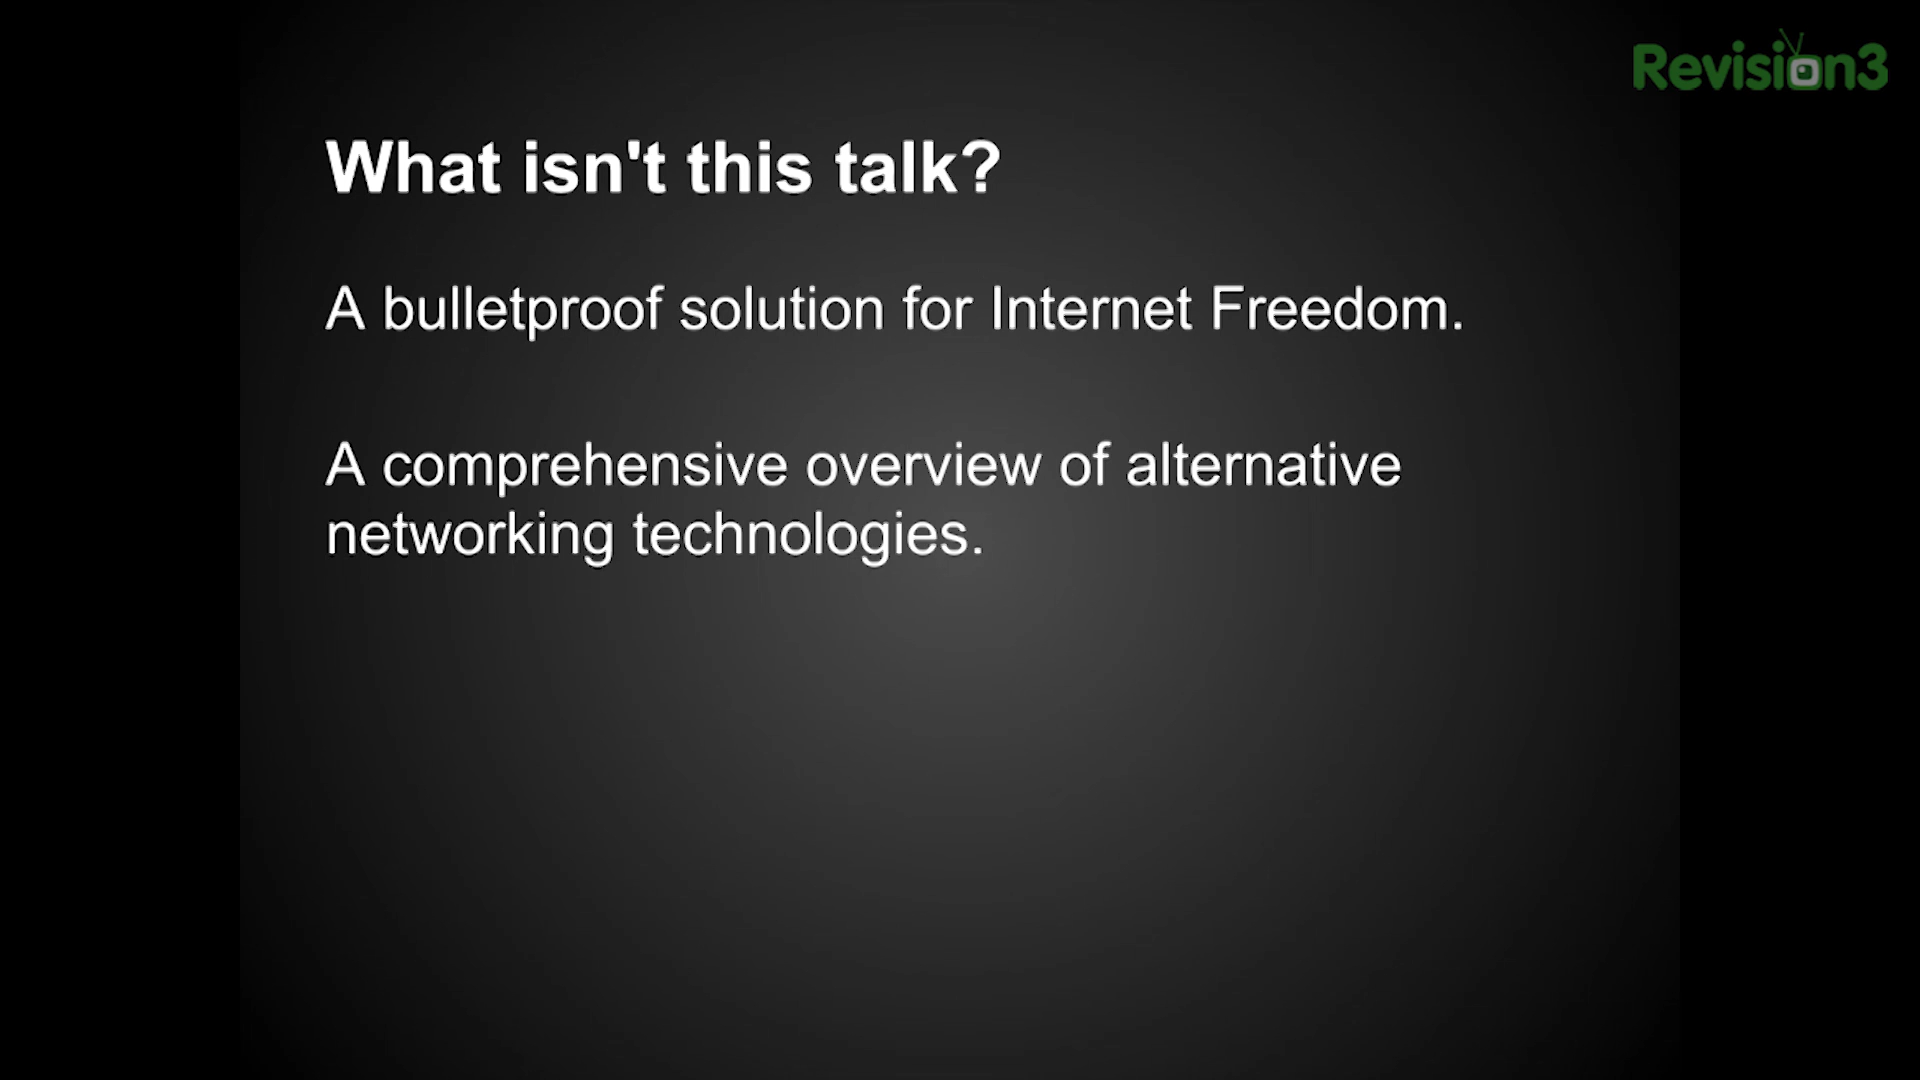 Revision3
What isn't this talk?
A bulletproof solution for Internet Freedom.
A comprehensive overview of alternative
networking technologies.